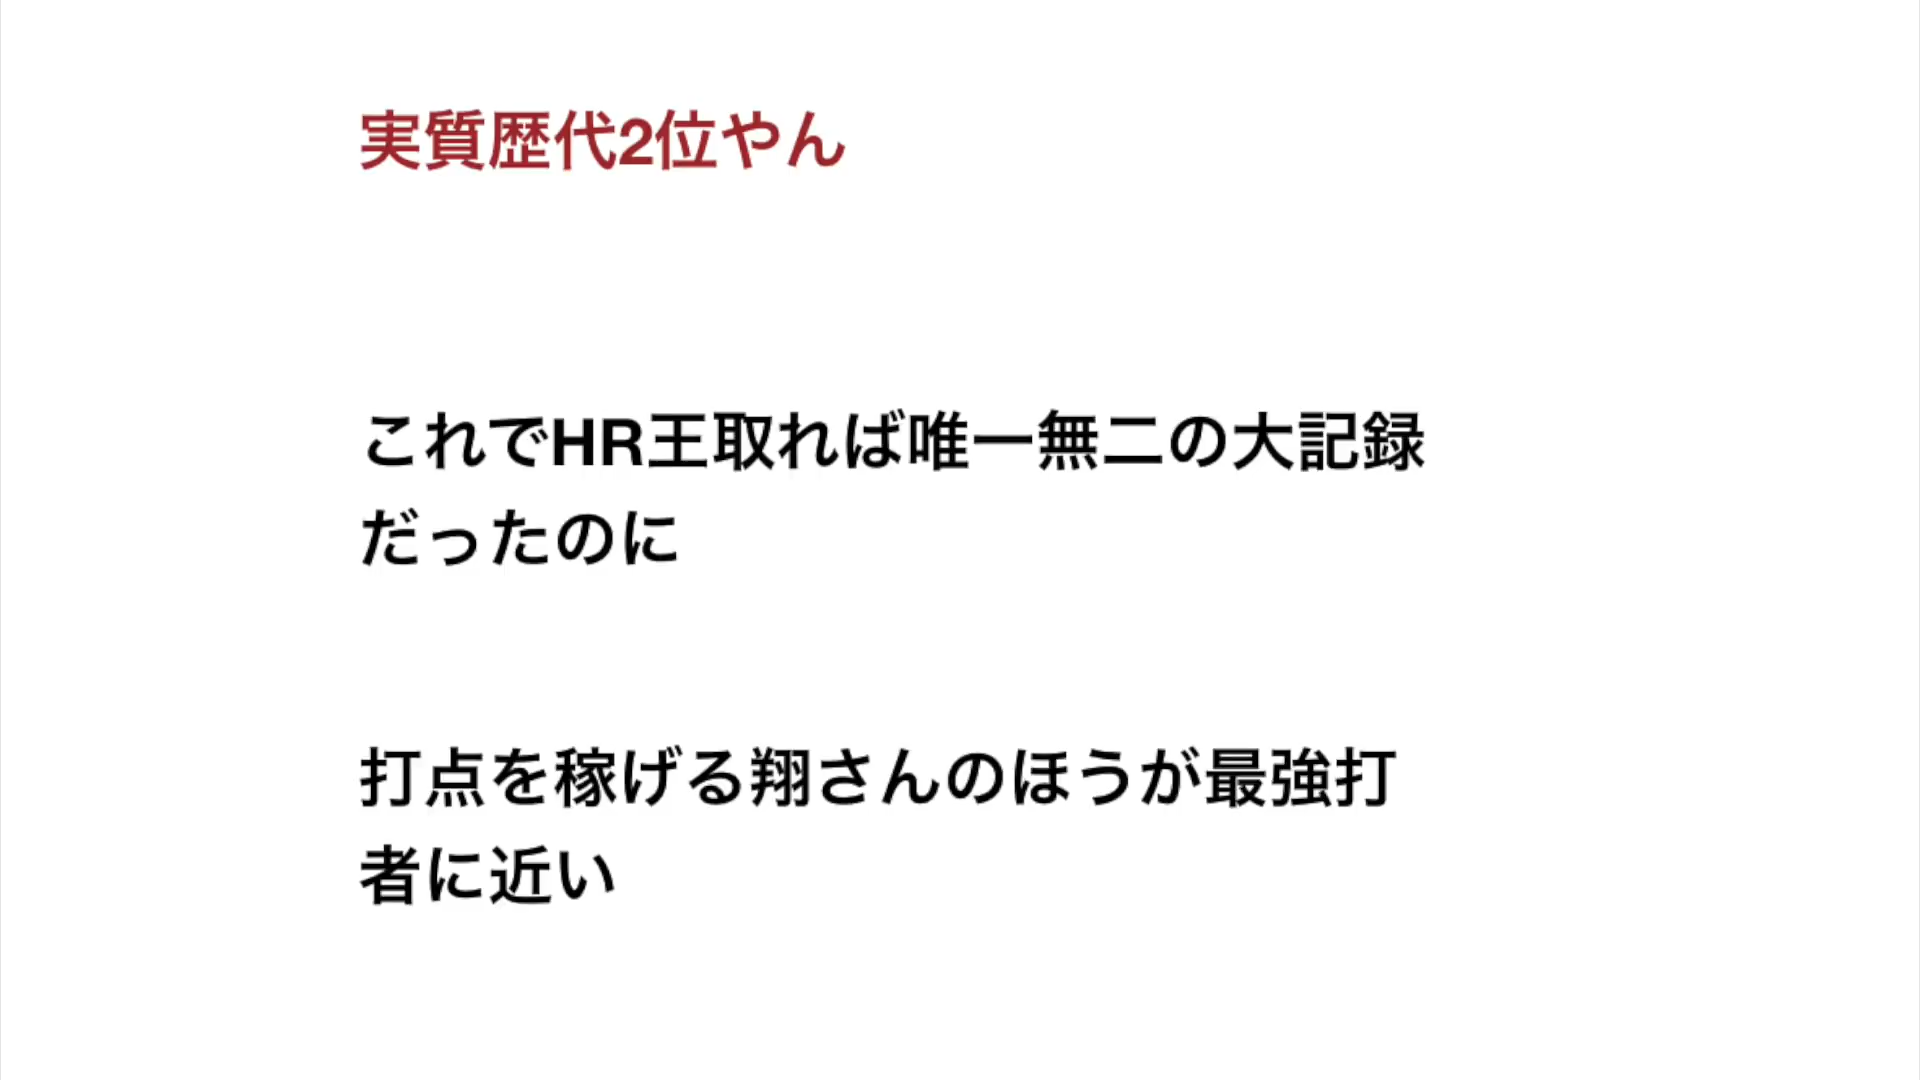 実質歴代2位やん
これでHR王取れば唯一無二の大記録
だったのに
打点を稼げる翔さんのほうが最強打
者に近い